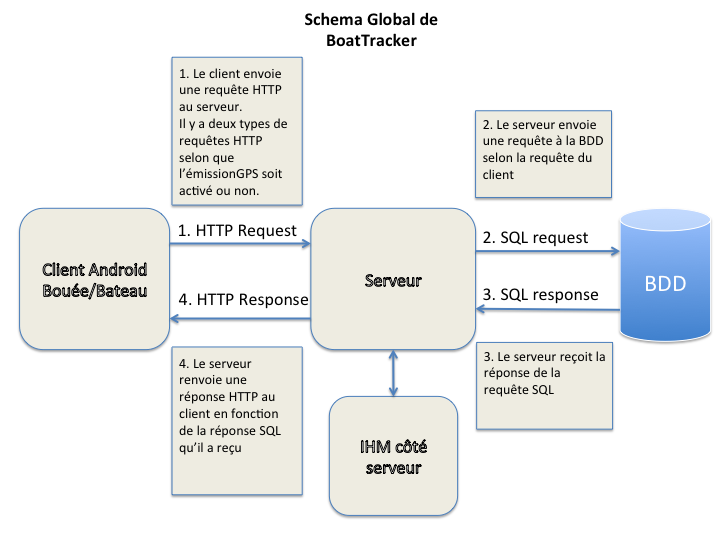 Schema Global de
BoatTracker
1. Le client envoie
une requête HTTP
au serveur.
Il y a deux types de
requêtes HTTP
selon que
l'émissionGPS soit
activé ou non.
2. Le serveur envoie
une requête à la BDD
selon la requête du
client
Client Android
Bouée/Bateau
1. HTTP Request
4. HTTP Response
Serveur
2. SQL request
3. SQL response
BDD
4. Le serveur
renvoie une
réponse HTTP au
client en fonction
de la réponse SQL
qu'il a reçu
3. Le serveur reçoit la
réponse de la
requête SQL
IHM côté
serveur